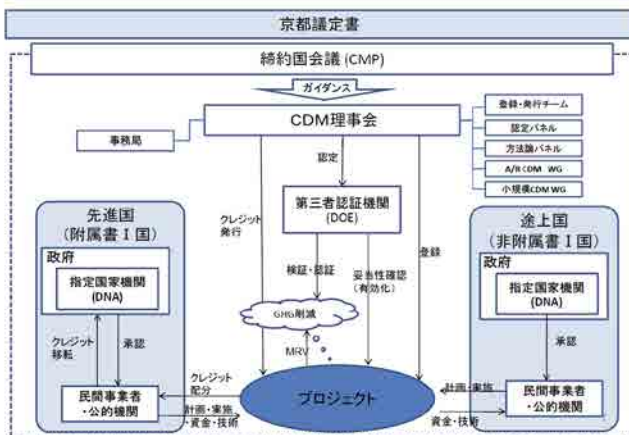 京都議定書
締約国会議 (CMP)
ガイダンス
CDM理事会
事務局
登録・発行チーム
認定パネル
方法論パネル
A/R CDM WG
小規模CDM WG
認定
クレジット
発行
第三者認証機関
(DOE)
登録
先進国
(附属書Ⅰ国)
政府
指定国家機関
(DNA)
検証・認証
妥当性確認
(有効化)
途上国
(非附属書Ⅰ国)
政府
指定国家機関
(DNA)
GHG削減
クレジット
移転
承認
MRV
承認
クレジット
配分
プロジェクト
計画・実施
民間事業者
・公的機関
計画・実施
・資金・技術
資金・技術
民間事業者
・公的機関